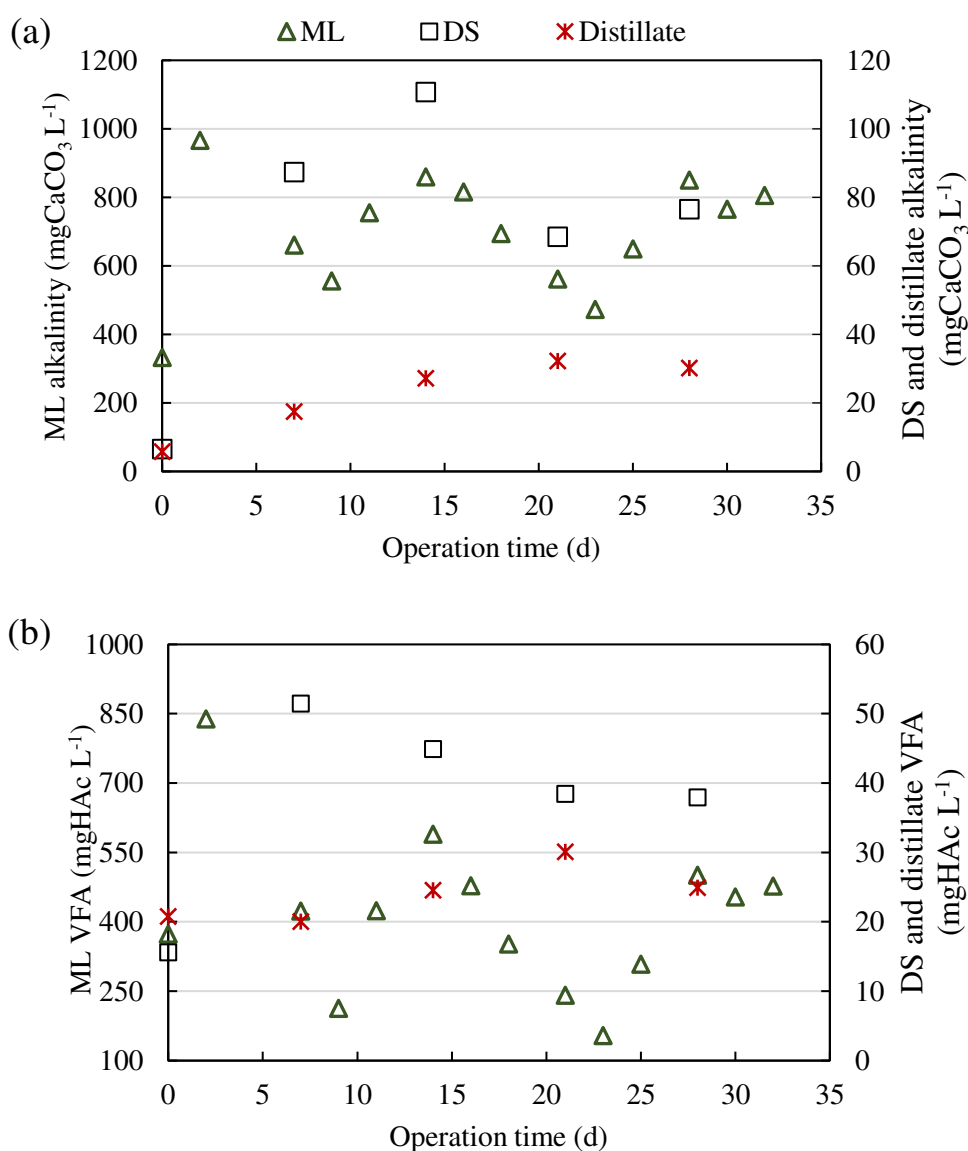 (a)
ML DS Distillate
ML alkalinity (mgCaCO3 L-1)
1200
1000
800
600
400
200
0
120
100
80
60
40
20
0
DS and distillate alkalinity
(mgCaCO3 L-1)
0 5 10 15 20 25 30 35
Operation time (d)
(b)
ML VFA (mgHAc L-1)
1000
850
700
550
400
250
100
60
50
40
30
20
10
0
DS and distillate VFA
(mgHAc L-1)
0 5 10 15 20 25 30 35
Operation time (d)